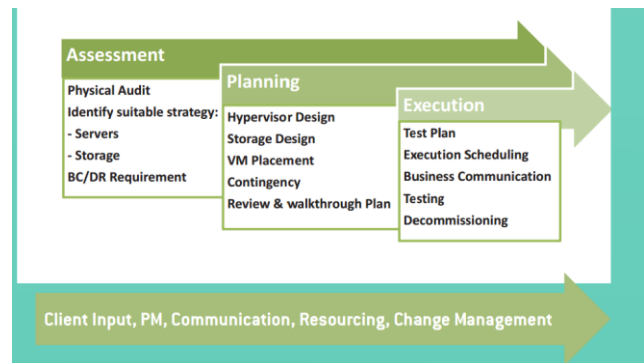 Assessment
Physical Audit
Identify suitable strategy:
- Servers
- Storage
BC/DR Requirement
Planning
Hypervisor Design
Storage Design
VM Placement
Contingency
Review & walkthrough Plan
Execution
Test Plan
Execution Scheduling
Business Communication
Testing
Decommissioning
Client Input, PM, Communication, Resourcing, Change Management